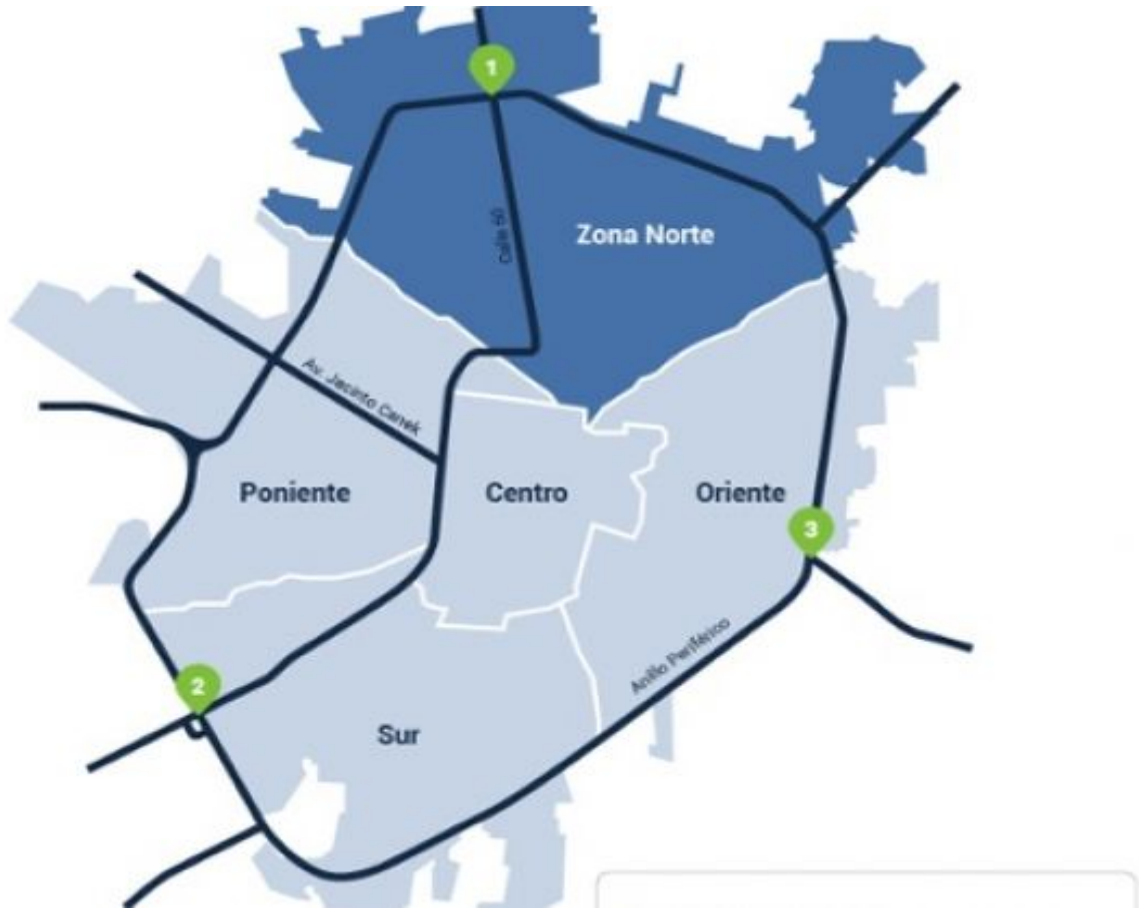 1
Calle 60
Zona Norte
Av. Jacinto Canek
Poniente
Centro
Oriente
3
Anillo Periférico
2
Sur